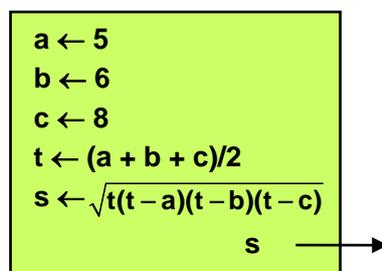 a ← 5
b ← 6
c ← 8
t ← (a + b + c)/2
s ← √t(t – a)(t – b)(t – c)
s